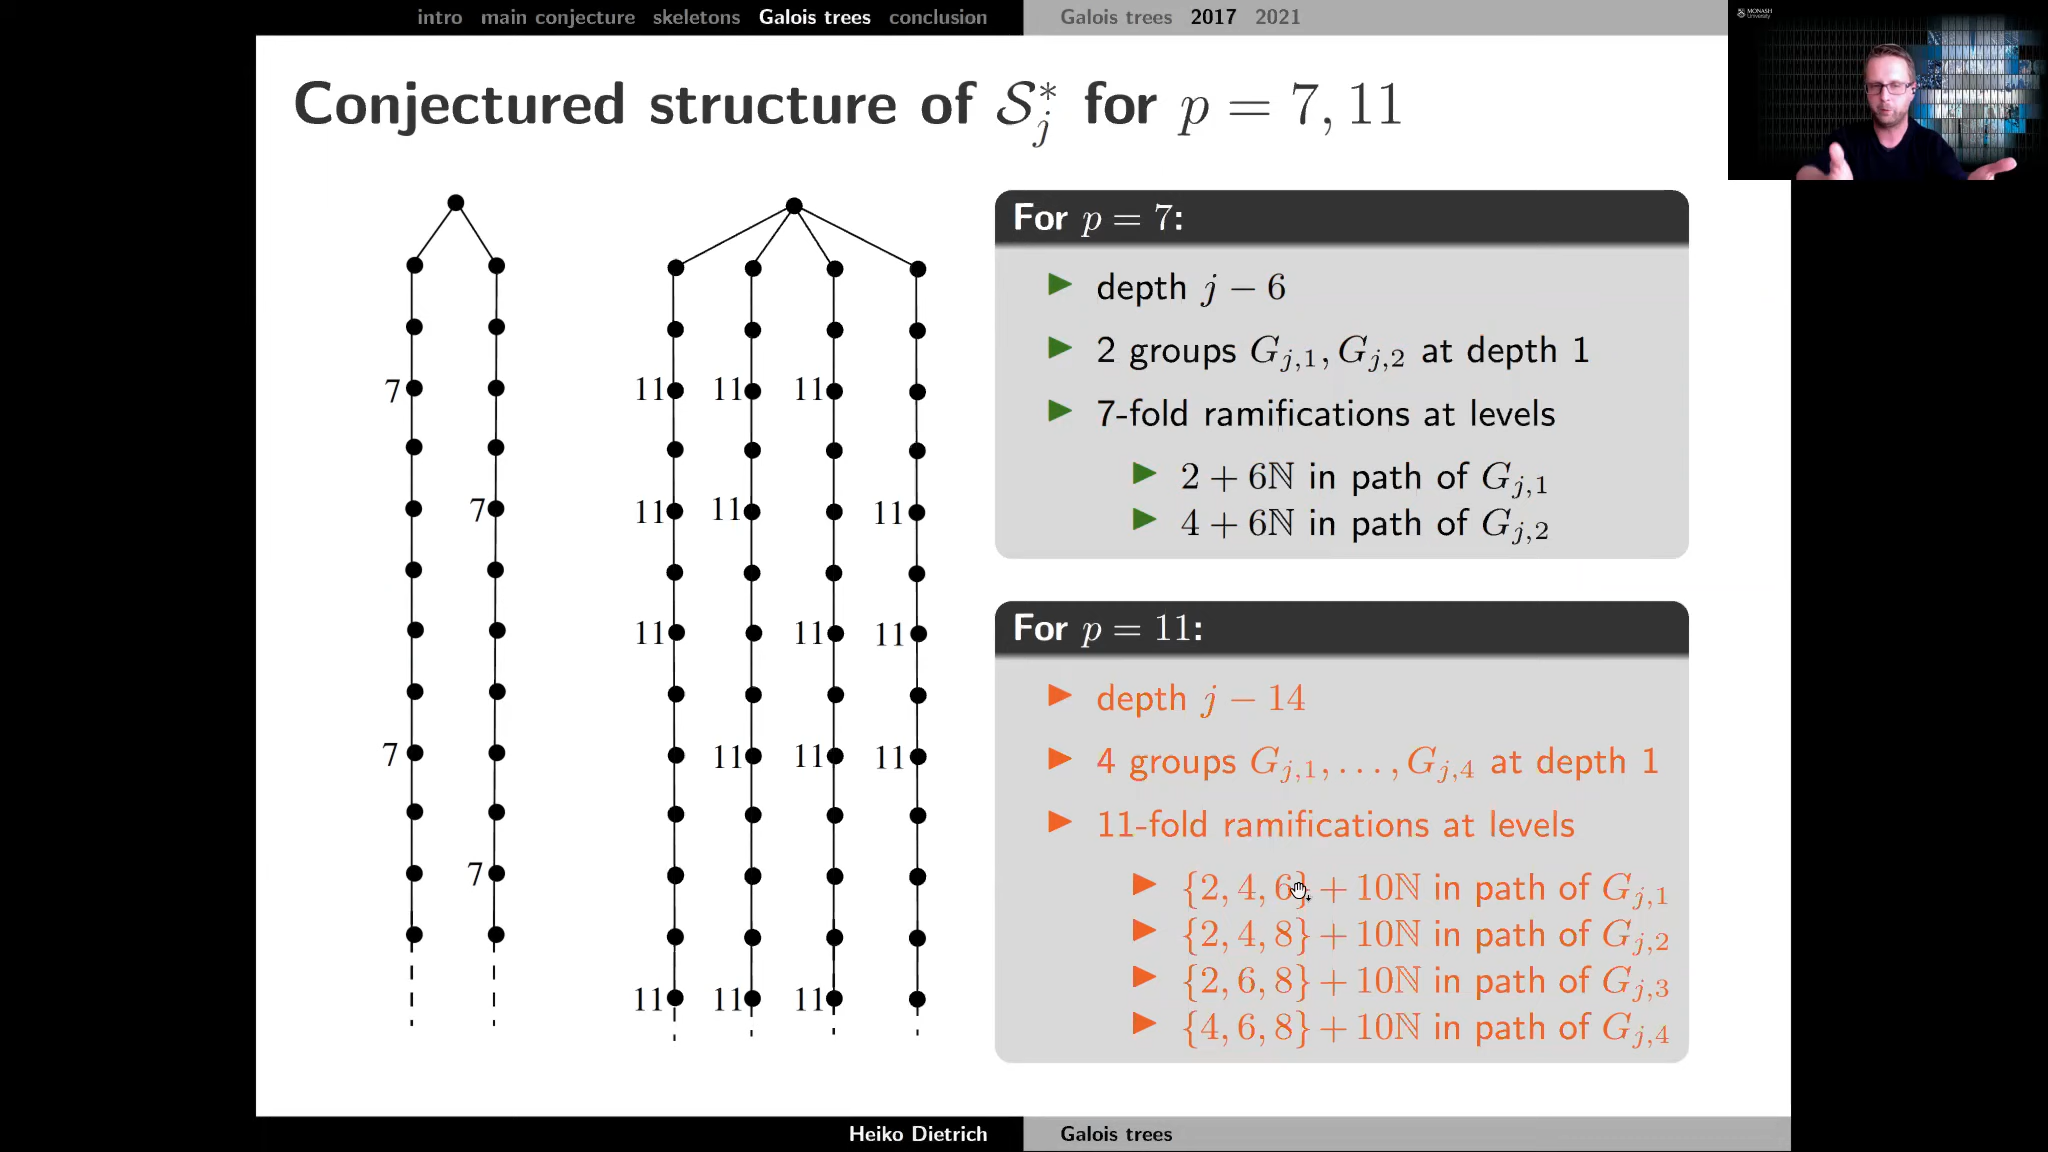 intro main conjecture skeletons Galois trees conclusion
Galois trees 2017 2021
MONASH
University
Conjectured structure of 𝒮*_j for p = 7, 11
For p = 7:
▶ depth j − 6
▶ 2 groups G_{j,1}, G_{j,2} at depth 1
▶ 7-fold ramifications at levels
▶ 2 + 6ℕ in path of G_{j,1}
▶ 4 + 6ℕ in path of G_{j,2}
For p = 11:
▶ depth j − 14
▶ 4 groups G_{j,1}, …, G_{j,4} at depth 1
▶ 11-fold ramifications at levels
▶ {2, 4, 6} + 10ℕ in path of G_{j,1}
▶ {2, 4, 8} + 10ℕ in path of G_{j,2}
▶ {2, 6, 8} + 10ℕ in path of G_{j,3}
▶ {4, 6, 8} + 10ℕ in path of G_{j,4}
7 11 11 11
7 11 11 11
11 11 11
7 11 11 11
7
11 11 11
Heiko Dietrich
Galois trees